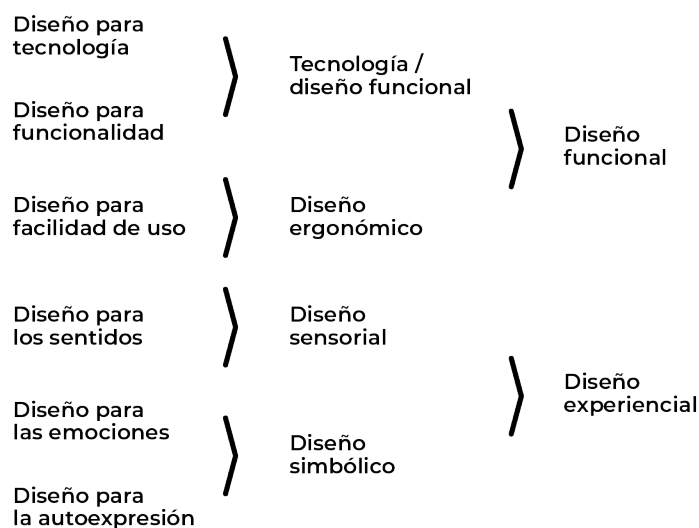 Diseño para
tecnología
Diseño para
funcionalidad
Diseño para
facilidad de uso
Diseño para
los sentidos
Diseño para
las emociones
Diseño para
la autoexpresión
Tecnología /
diseño funcional
Diseño
ergonómico
Diseño
sensorial
Diseño
simbólico
Diseño
funcional
Diseño
experiencial